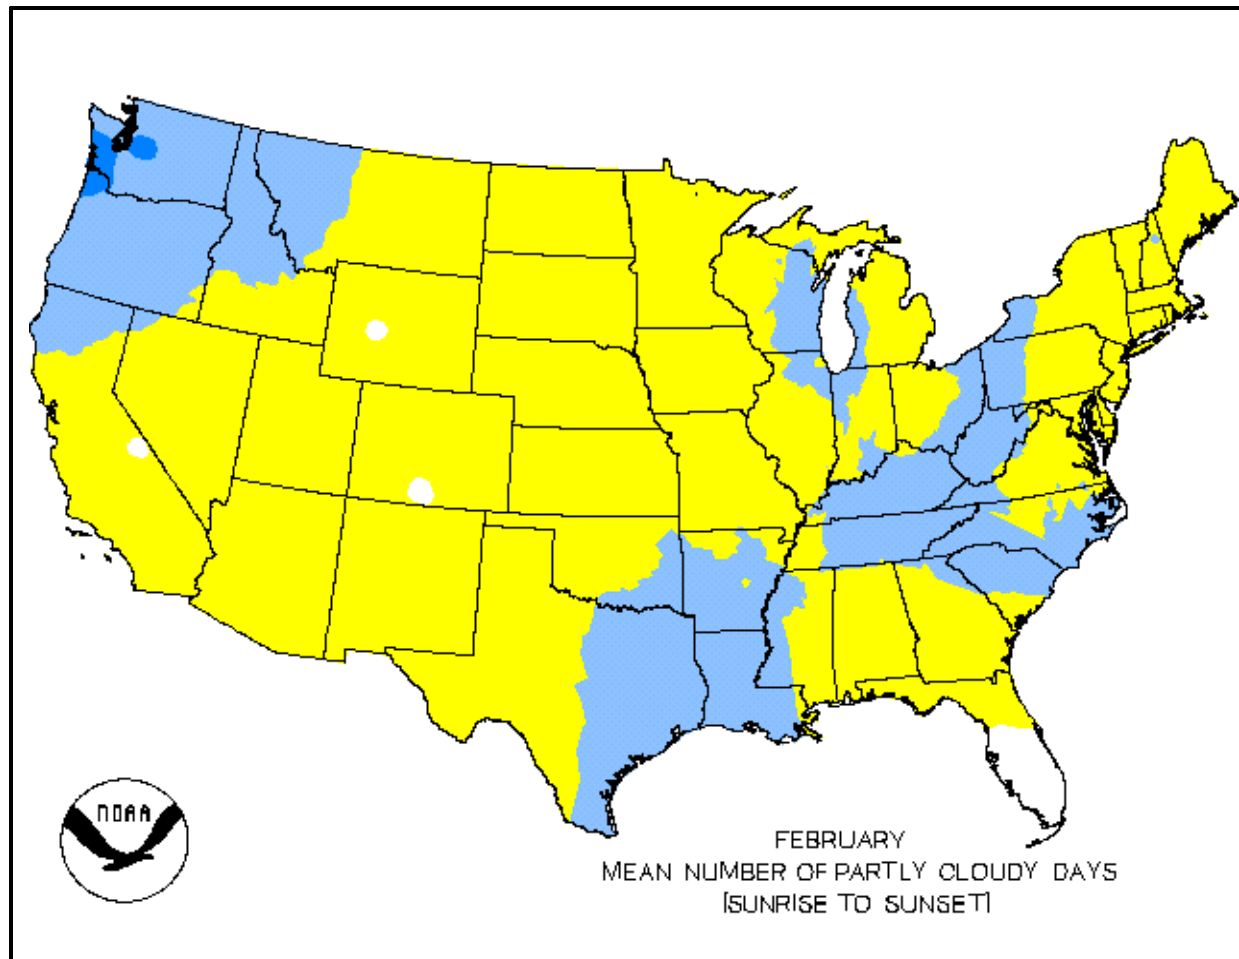 NOAA
FEBRUARY
MEAN NUMBER OF PARTLY CLOUDY DAYS
[SUNRISE TO SUNSET]